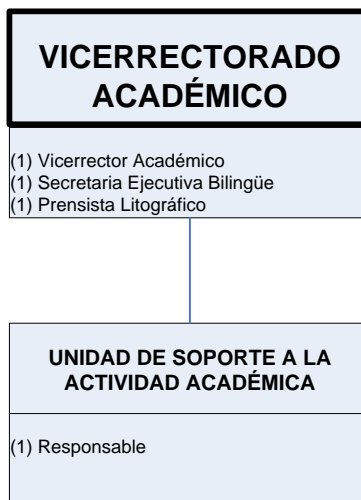 VICERRECTORADO
ACADÉMICO
(1) Vicerrector Académico
(1) Secretaria Ejecutiva Bilingüe
(1) Prensista Litográfico
UNIDAD DE SOPORTE A LA
ACTIVIDAD ACADÉMICA
(1) Responsable